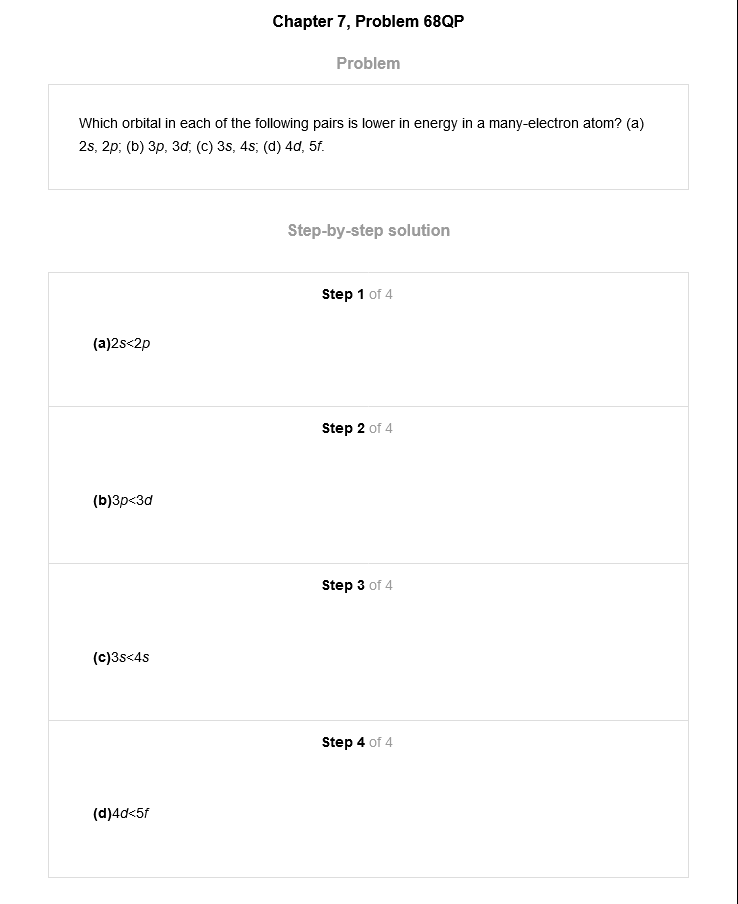 Chapter 7, Problem 68QP
Problem
Which orbital in each of the following pairs is lower in energy in a many-electron atom? (a)
2s, 2p; (b) 3p, 3d; (c) 3s, 4s; (d) 4d, 5f.
Step-by-step solution
Step 1 of 4
(a)2s<2p
Step 2 of 4
(b)3p<3d
Step 3 of 4
(c)3s<4s
Step 4 of 4
(d)4d<5f